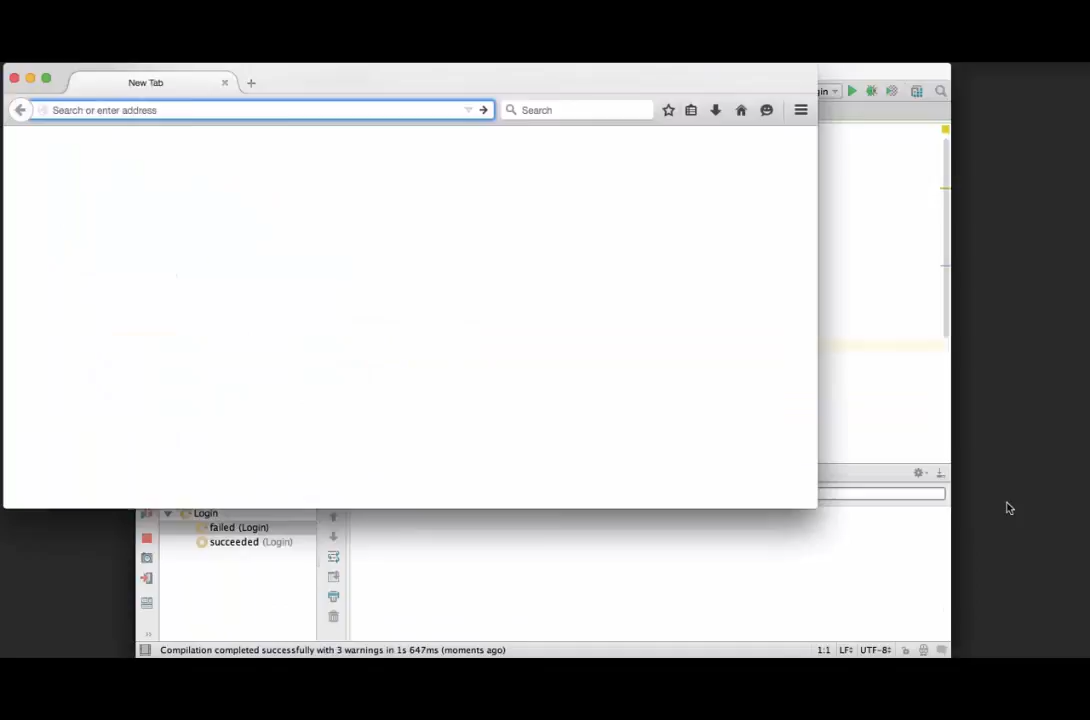 New Tab
Search or enter address
Search
gin
Login
failed (Login)
succeeded (Login)
Compilation completed successfully with 3 warnings in 1s 647ms (moments ago)
1:1 LF UTF-8